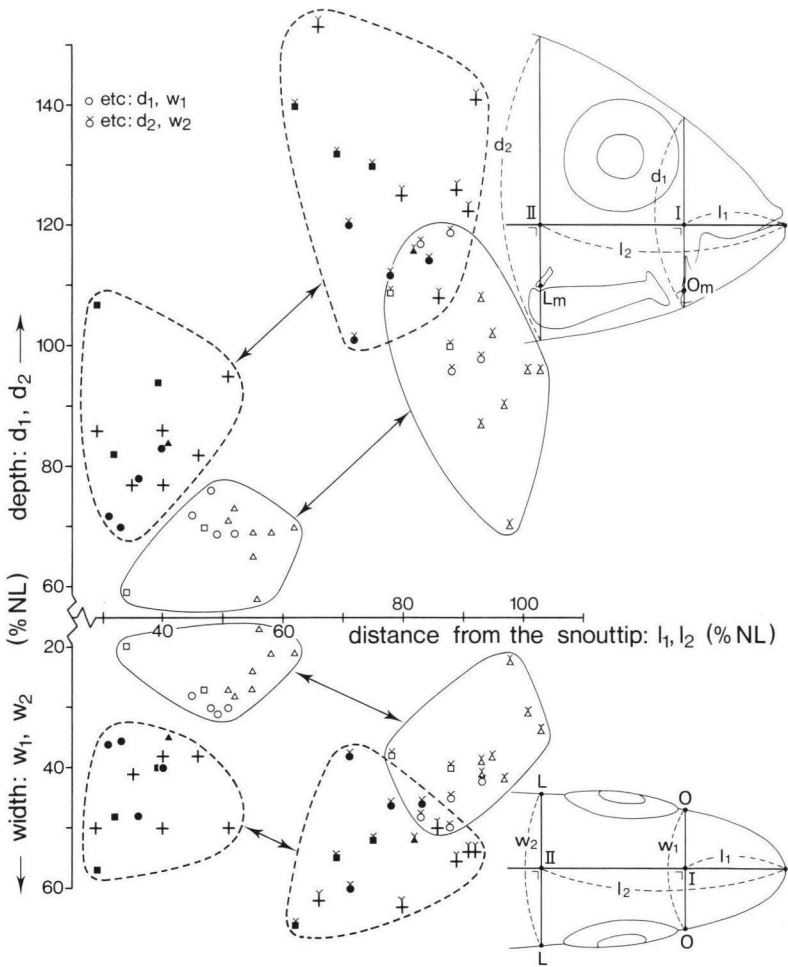 140
120
100
80
60
○ etc: d1, w1
×○ etc: d2, w2
depth: d1, d2 →
(% NL)
40 60 80 100
distance from the snouttip: l1, l2 (% NL)
20
40
60
← width: w1, w2
d2
d1
II
I
l1
l2
Lm
Om
L
O
w2
w1
II
I
l1
l2
L
O